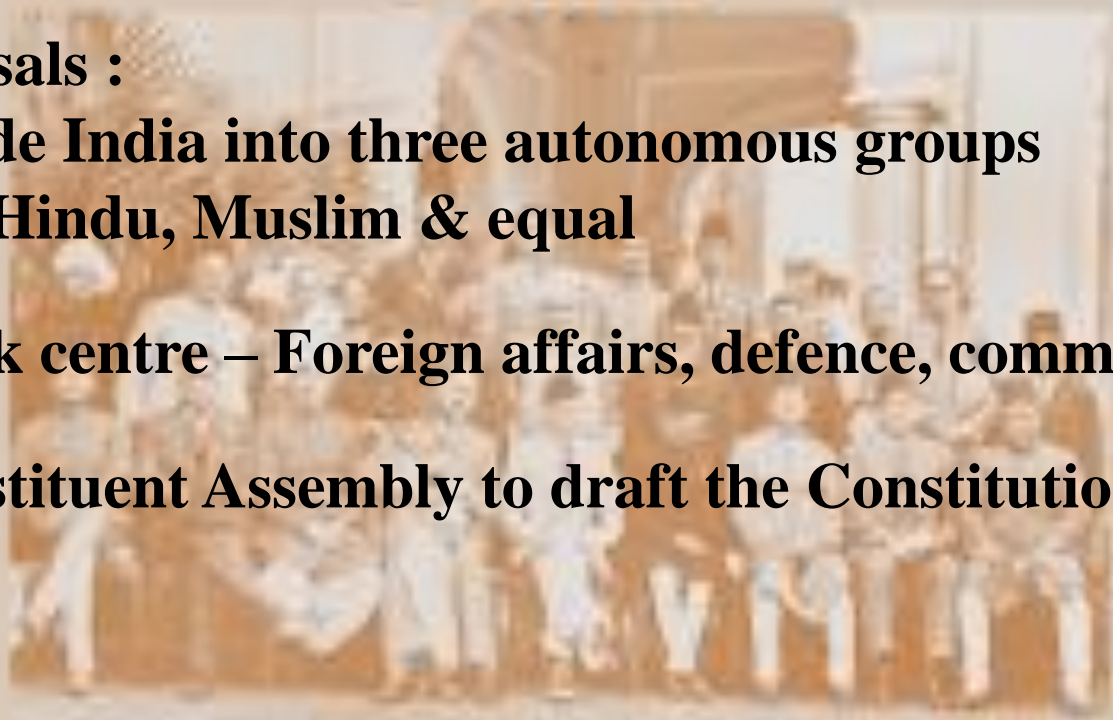 sals :
de India into three autonomous groups
Hindu, Muslim & equal
k centre – Foreign affairs, defence, comm
stituent Assembly to draft the Constitutio